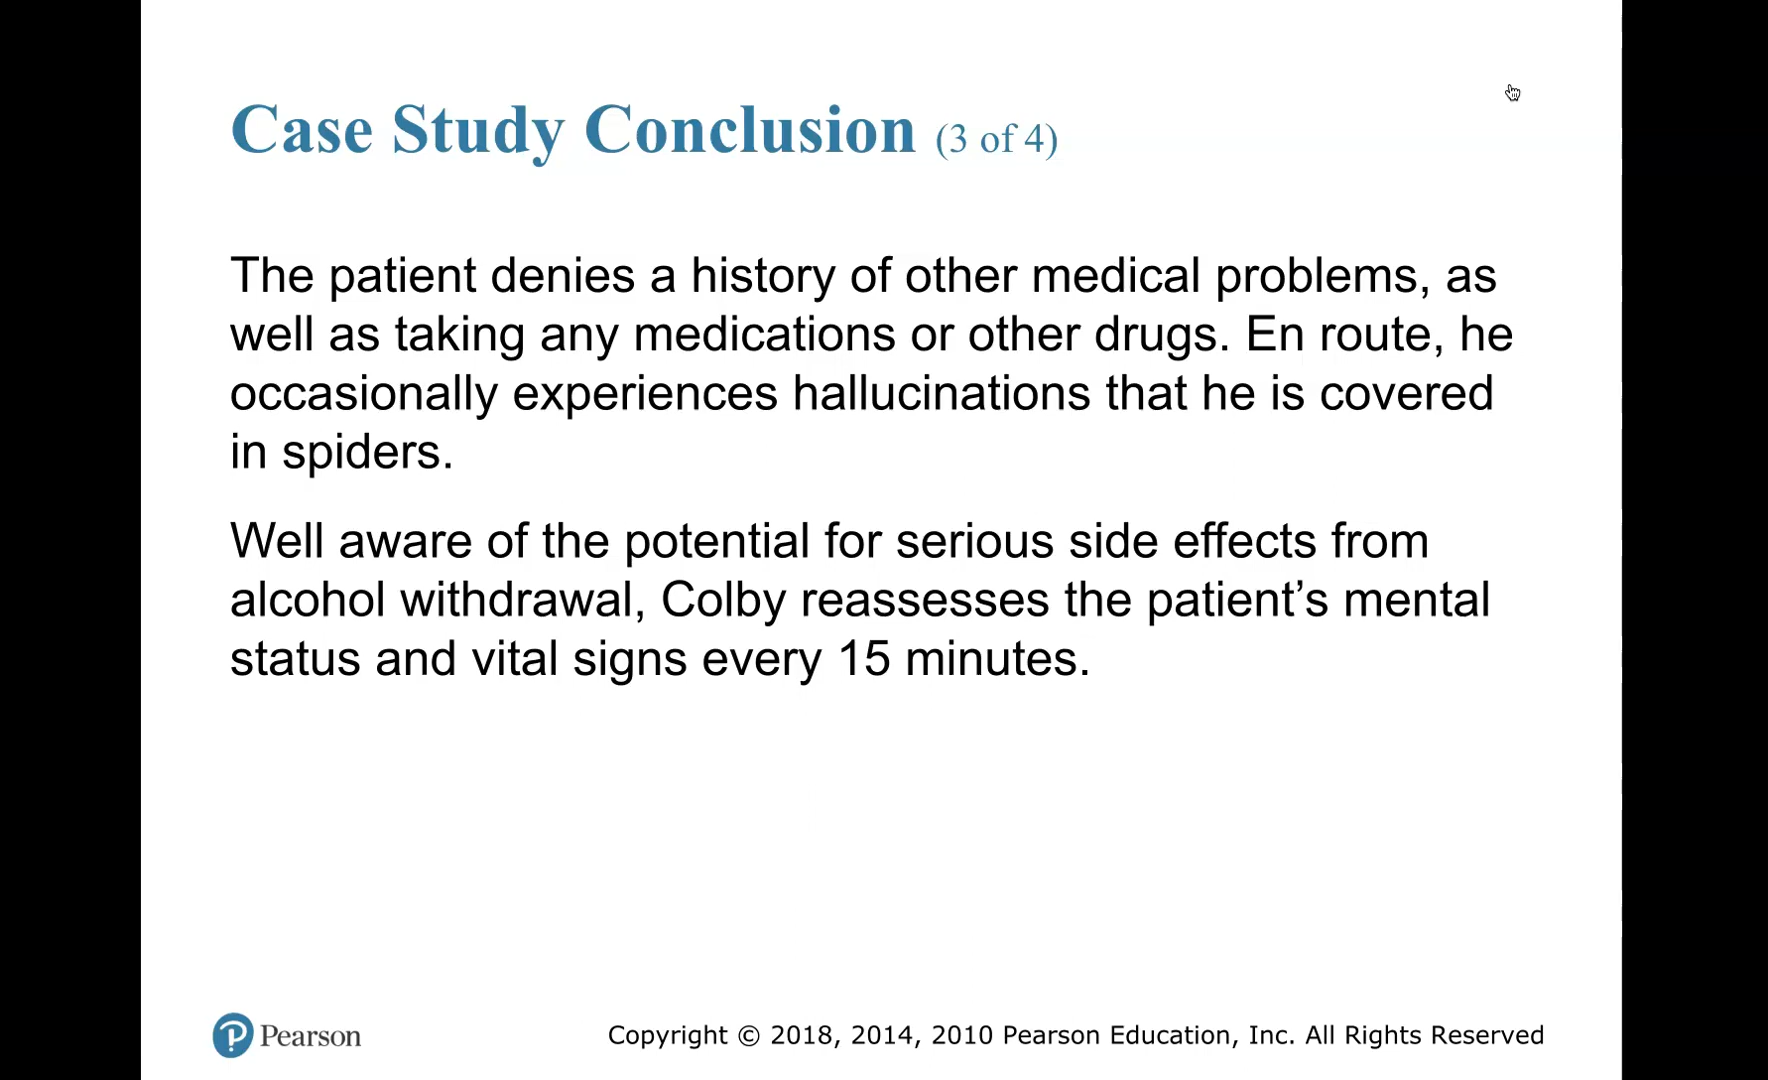 Case Study Conclusion (3 of 4)
The patient denies a history of other medical problems, as
well as taking any medications or other drugs. En route, he
occasionally experiences hallucinations that he is covered
in spiders.
Well aware of the potential for serious side effects from
alcohol withdrawal, Colby reassesses the patient’s mental
status and vital signs every 15 minutes.
Pearson
Copyright © 2018, 2014, 2010 Pearson Education, Inc. All Rights Reserved